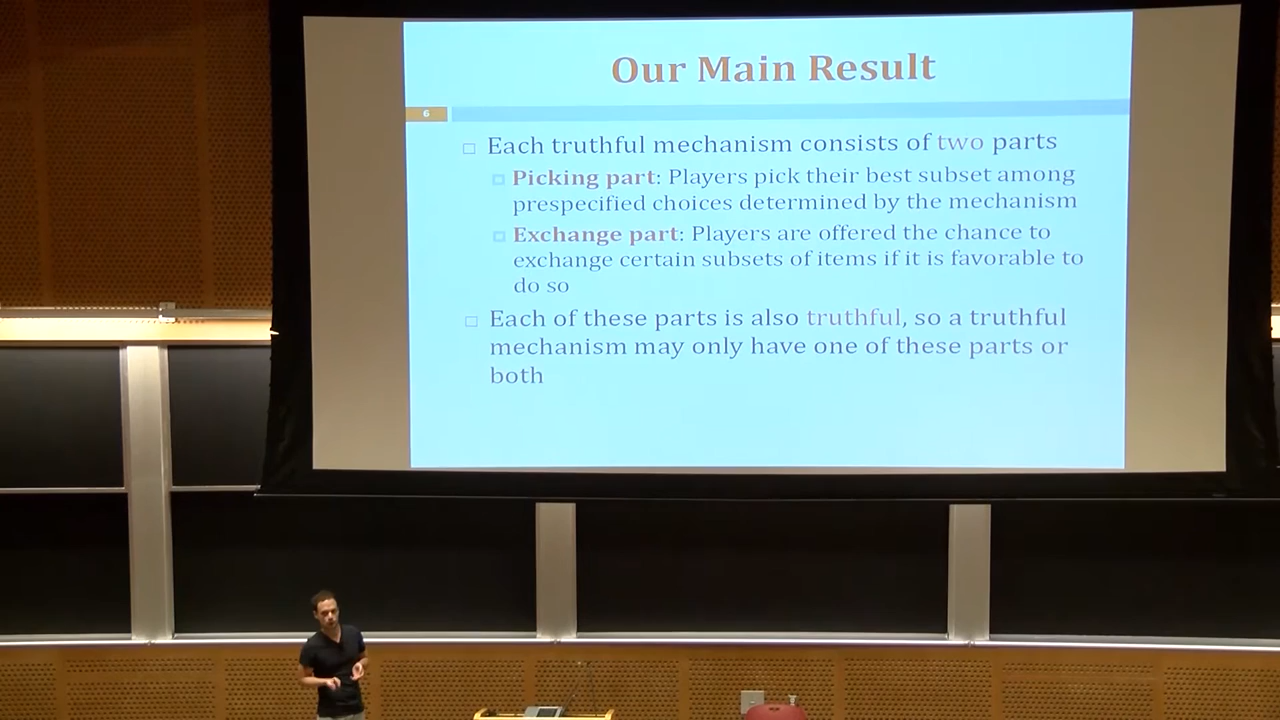 Our Main Result
6
Each truthful mechanism consists of two parts
Picking part: Players pick their best subset among
prespecified choices determined by the mechanism
Exchange part: Players are offered the chance to
exchange certain subsets of items if it is favorable to
do so
Each of these parts is also truthful, so a truthful
mechanism may only have one of these parts or
both